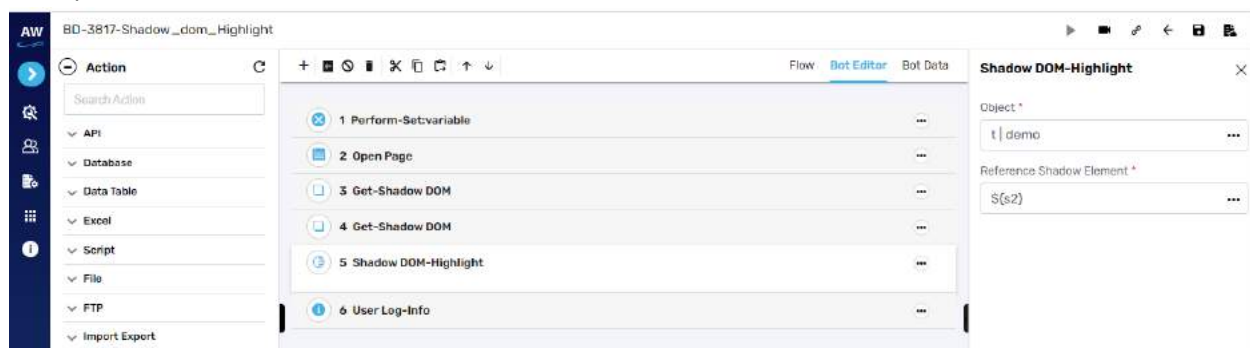 AW
BD-3817-Shadow_dom_Highlight
Action
Search Action
API
Database
Data Table
Excel
Script
File
FTP
Import Export
Flow Bot Editor Bot Data
1 Perform-Set:variable
2 Open Page
3 Get-Shadow DOM
4 Get-Shadow DOM
5 Shadow DOM-Highlight
6 User Log-Info
Shadow DOM-Highlight
Object *
t | demo
Reference Shadow Element *
${s2}